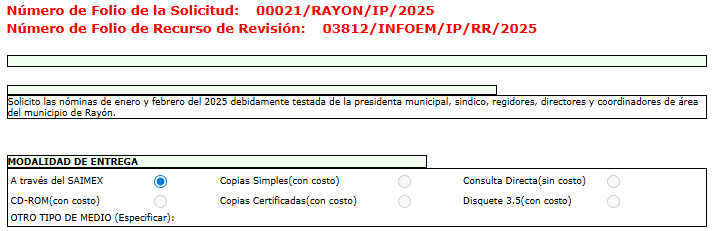 Número de Folio de la Solicitud: 00021/RAYON/IP/2025
Número de Folio de Recurso de Revisión: 03812/INFOEM/IP/RR/2025
Solicito las nóminas de enero y febrero del 2025 debidamente testada de la presidenta municipal, sindico, regidores, directores y coordinadores de área
del municipio de Rayón.
MODALIDAD DE ENTREGA
A través del SAIMEX Copias Simples(con costo) Consulta Directa(sin costo)
CD-ROM(con costo) Copias Certificadas(con costo) Disquete 3.5(con costo)
OTRO TIPO DE MEDIO (Especificar):